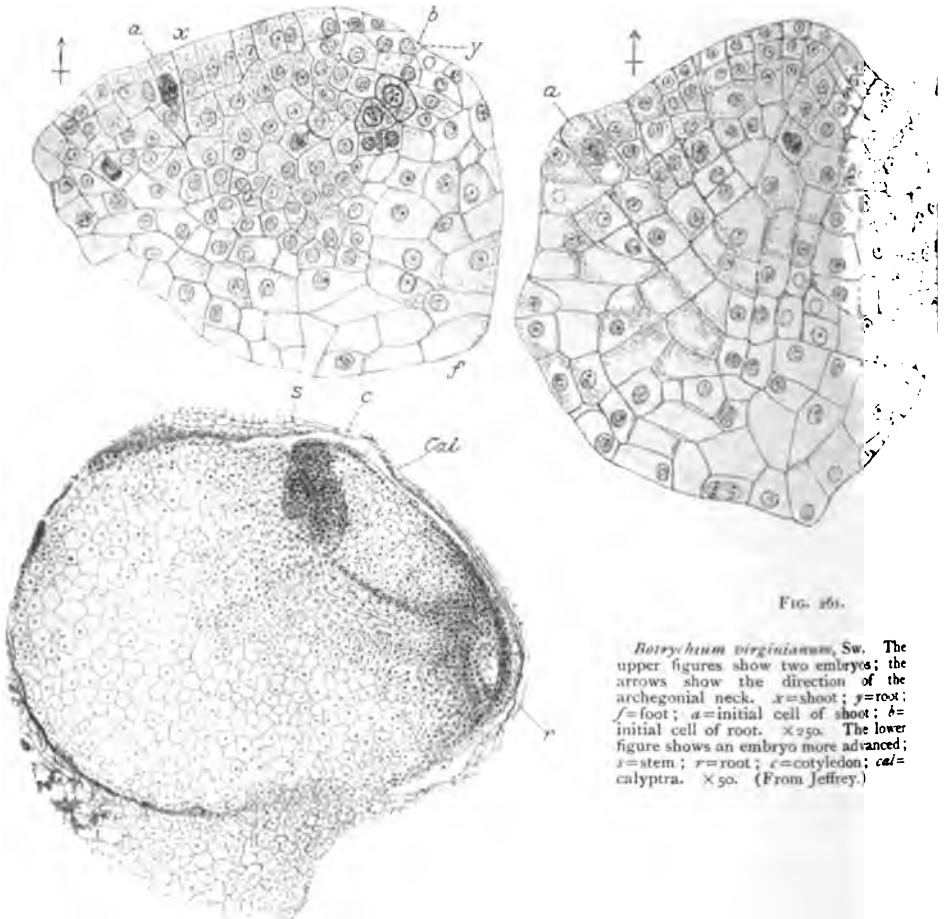 a
x
b
y
a
f
s
c
Cal
r
FIG. 261.
Botrychium virginianum, Sw. The
upper figures show two embryos; the
arrows show the direction of the
archegonial neck. x=shoot; y=root;
f=foot; a=initial cell of shoot; b=
initial cell of root. ×250. The lower
figure shows an embryo more advanced;
s=stem; r=root; c=cotyledon; cal=
calyptra. ×50. (From Jeffrey.)